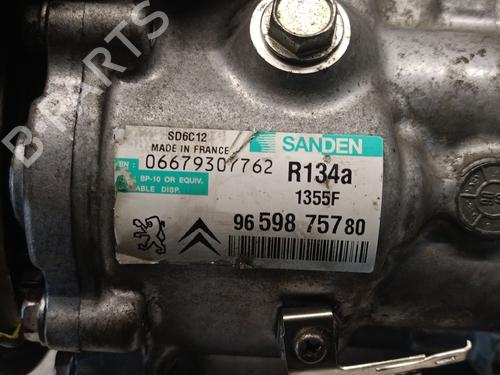 B-PARTS
SD6C12
MADE IN FRANCE
SANDEN
06679307762
SP-10 OR EQUIV.
ABLE DISP.
R134a
1355F
96 598 757 80